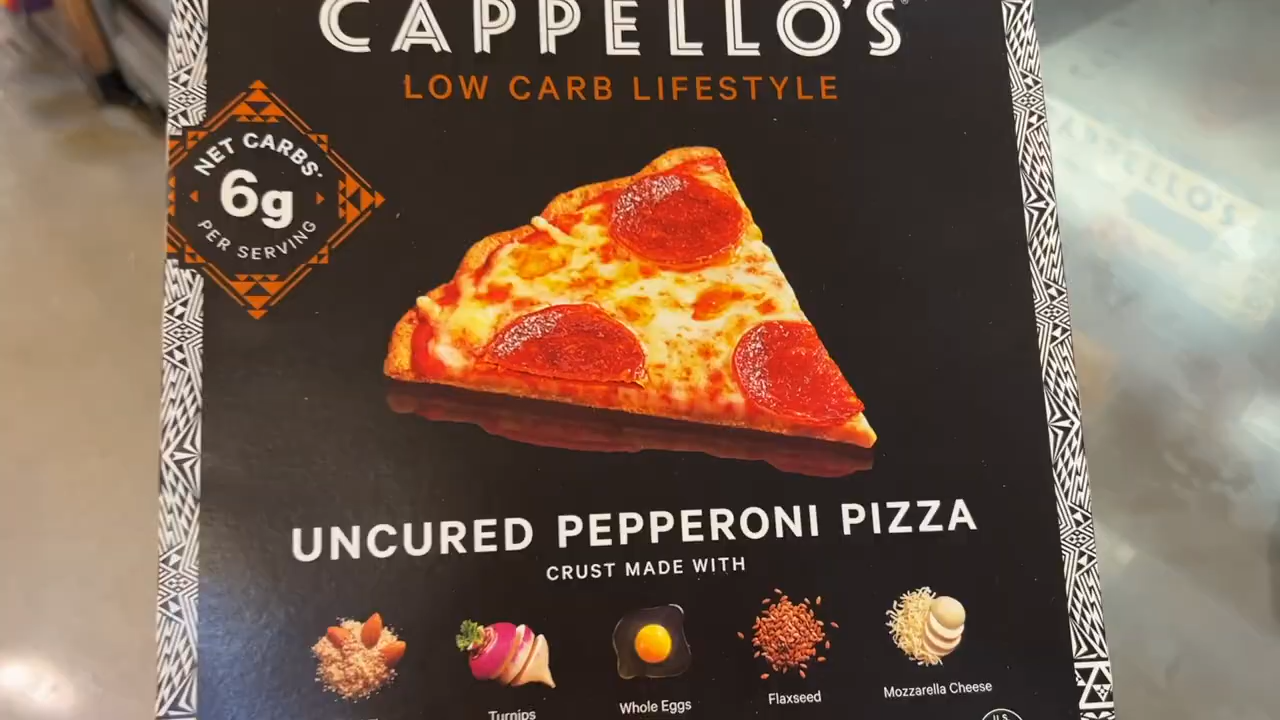 CAPPELLO'S
LOW CARB LIFESTYLE
NET CARBS*
6g
PER SERVING
UNCURED PEPPERONI PIZZA
CRUST MADE WITH
Turnips
Whole Eggs
Flaxseed
Mozzarella Cheese
U.S.